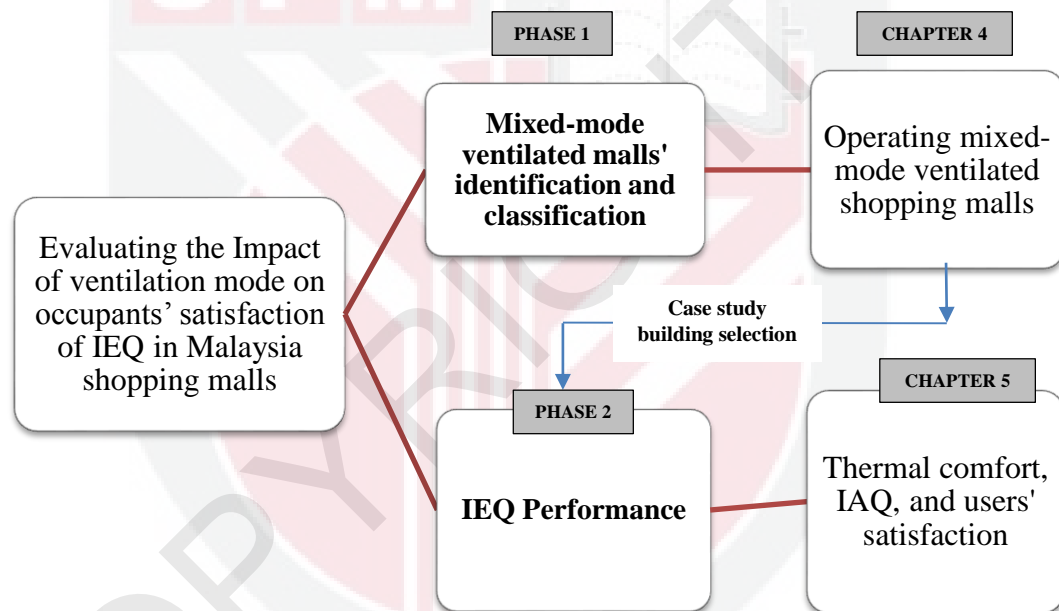 PHASE 1
CHAPTER 4
Mixed-mode
ventilated malls'
identification and
classification
Operating mixed-
mode ventilated
shopping malls
Evaluating the Impact
of ventilation mode on
occupants’ satisfaction
of IEQ in Malaysia
shopping malls
Case study
building selection
PHASE 2
CHAPTER 5
IEQ Performance
Thermal comfort,
IAQ, and users'
satisfaction
OPYRIGHT
UPM